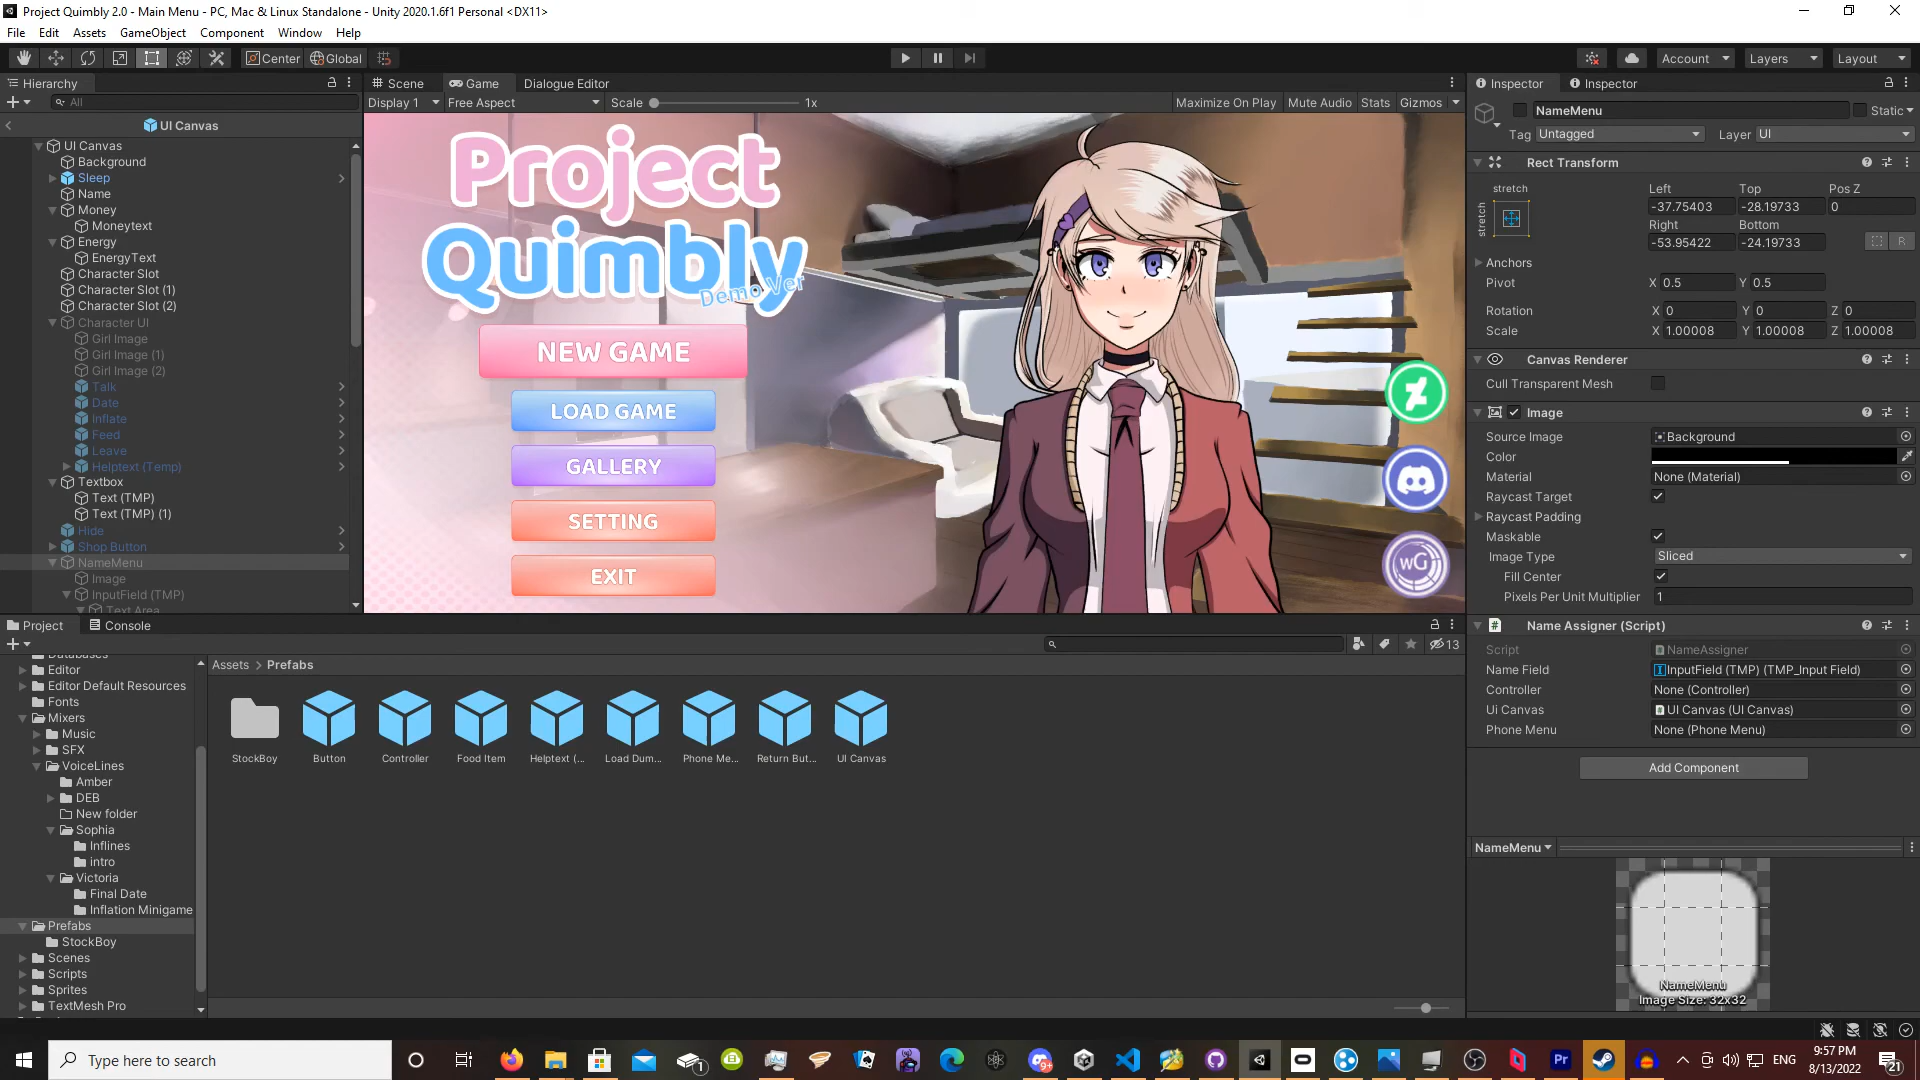 Project Quimbly 2.0 - Main Menu - PC, Mac & Linux Standalone - Unity 2020.1.6f1 Personal <DX11>
File Edit Assets GameObject Component Window Help
Center Global Account Layers Layout
Hierarchy
All
UI Canvas
UI Canvas
Background
Sleep
Name
Money
Moneytext
Energy
EnergyText
Character Slot
Character Slot (1)
Character Slot (2)
Character UI
Girl Image
Girl Image (1)
Girl Image (2)
Talk
Date
Inflate
Feed
Leave
Helptext (Temp)
Textbox
Text (TMP)
Text (TMP) (1)
Hide
Shop Button
NameMenu
Image
InputField (TMP)
Text Area
Scene Game Dialogue Editor
Display 1 Free Aspect Scale 1x Maximize On Play Mute Audio Stats Gizmos
Project
Quimbly
Demo Ver
NEW GAME
LOAD GAME
GALLERY
SETTING
EXIT
wG
Inspector Inspector
NameMenu Static
Tag Untagged Layer UI
Rect Transform
stretch
stretch
Left Top Pos Z
-37.75403 -28.19733 0
Right Bottom
-53.95422 -24.19733 R
Anchors
Pivot X 0.5 Y 0.5
Rotation X 0 Y 0 Z 0
Scale X 1.00008 Y 1.00008 Z 1.00008
Canvas Renderer
Cull Transparent Mesh
Image
Source Image Background
Color
Material None (Material)
Raycast Target
Raycast Padding
Maskable
Image Type Sliced
Fill Center
Pixels Per Unit Multiplier 1
Name Assigner (Script)
Script NameAssigner
Name Field InputField (TMP) (TMP_Input Field)
Controller None (Controller)
Ui Canvas UI Canvas (UI Canvas)
Phone Menu None (Phone Menu)
Add Component
NameMenu
NameMenu
Image Size: 32x32
Project Console
13
Databases
Editor
Editor Default Resources
Fonts
Mixers
Music
SFX
VoiceLines
Amber
DEB
New folder
Sophia
Inflines
intro
Victoria
Final Date
Inflation Minigame
Prefabs
StockBoy
Scenes
Scripts
Sprites
TextMesh Pro
Assets > Prefabs
StockBoy Button Controller Food Item Helptext (... Load Dum... Phone Me... Return But... UI Canvas
Type here to search
1
9+
Pr
ENG
9:57 PM
8/13/2022
21